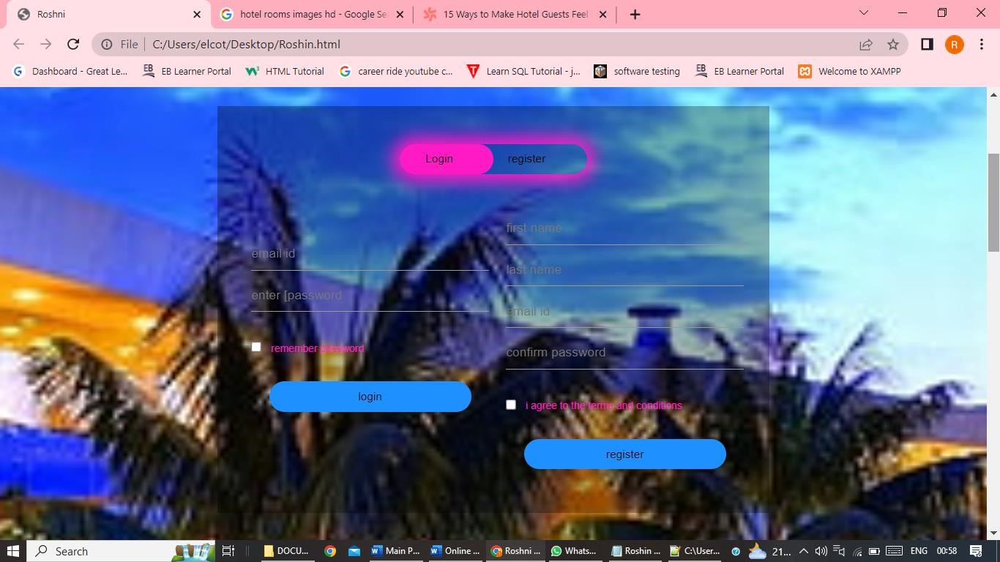 Roshni
hotel rooms images hd - Google Se
15 Ways to Make Hotel Guests Feel
File
C:/Users/elcot/Desktop/Roshin.html
R
Dashboard - Great Le...
EB Learner Portal
HTML Tutorial
career ride youtube c...
Learn SQL Tutorial - j...
software testing
EB Learner Portal
Welcome to XAMPP
Login
register
email id
enter [password
remember password
login
first name
last name
email id
confirm password
i agree to the terms and conditions
register
Search
DOCU...
Main P...
Online ...
Roshni ...
Whats...
Roshin ...
C:\User...
21...
ENG
00:58